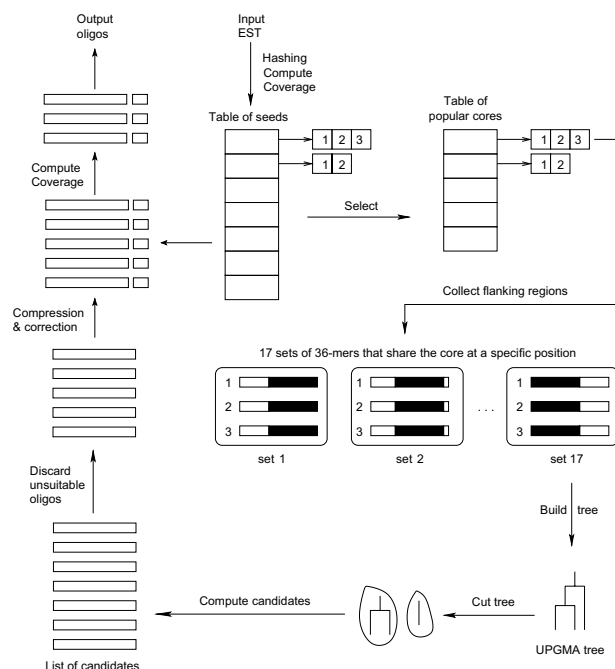 Output
oligos
Input
EST
Hashing
Compute
Coverage
Table of seeds
1 2 3
1 2
Table of
popular cores
1 2 3
1 2
Select
Compute
Coverage
Collect flanking regions
Compression
& correction
17 sets of 36-mers that share the core at a specific position
1
2
3
set 1
1
2
3
set 2
. . .
1
2
3
set 17
Discard
unsuitable
oligos
Build tree
Compute candidates
Cut tree
UPGMA tree
List of candidates